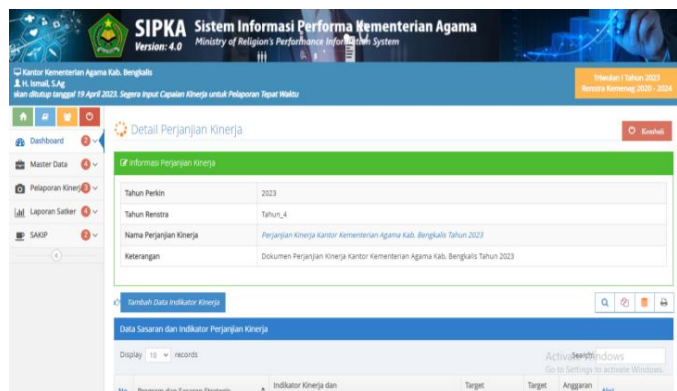 SIPKA Sistem Informasi Performa Kementerian Agama
Version: 4.0 Ministry of Religion's Performance Information System
Kantor Kementerian Agama Kab. Bengkalis
H. Ismail, S.Ag
akan ditutup tanggal 19 April 2023. Segera Input Capaian Kinerja untuk Pelaporan Tepat Waktu
Triwulan I Tahun 2023
Renstra Kemenag 2020 - 2024
Dashboard 2
Master Data 4
Pelaporan Kinerja
Laporan Satker
SAKIP
Detail Perjanjian Kinerja
Kembali
Informasi Perjanjian Kinerja
Tahun Perkin 2023
Tahun Renstra Tahun_4
Nama Perjanjian Kinerja Perjanjian Kinerja Kantor Kementerian Agama Kab. Bengkalis Tahun 2023
Keterangan Dokumen Perjanjian Kinerja Kantor Kementerian Agama Kab. Bengkalis Tahun 2023
Tambah Data Indikator Kinerja
Data Sasaran dan Indikator Perjanjian Kinerja
Display 10 records
Search:
Activate Windows
Go to Settings to activate Windows.
No Program dan Sasaran Strategis Indikator Kinerja dan Target Target Anggaran Aksi